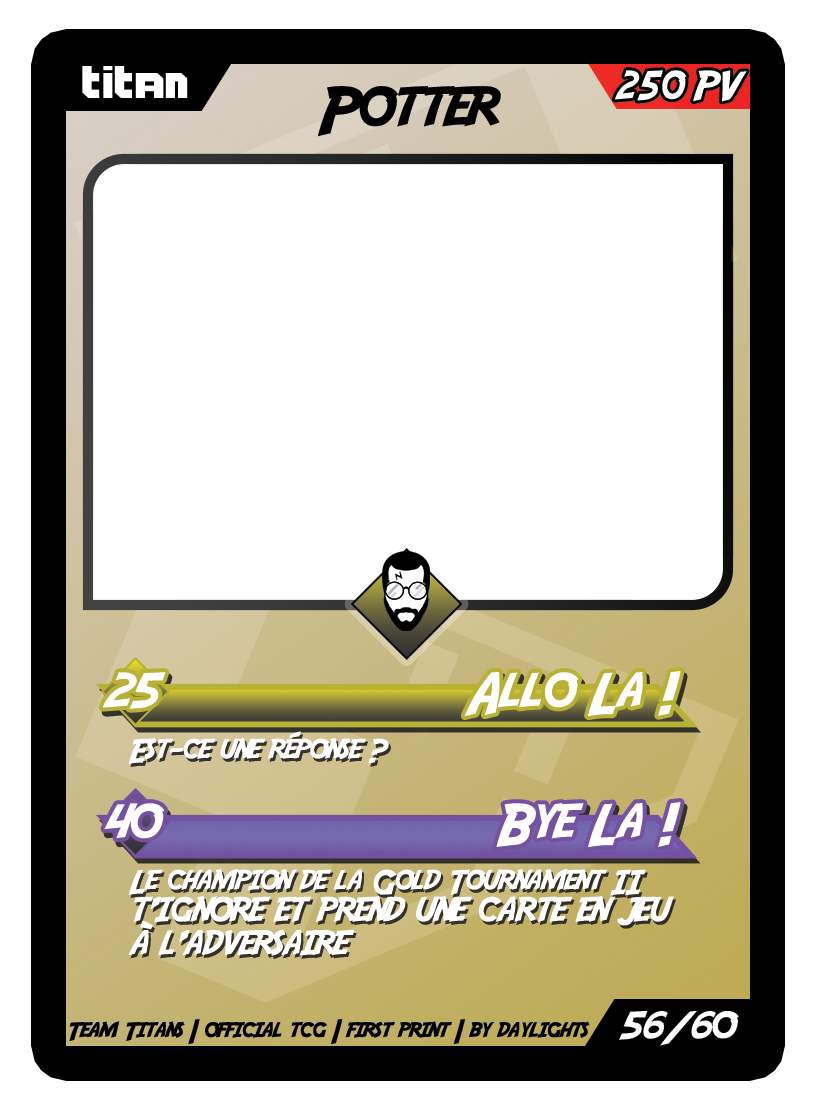 titan
Potter
250 PV
25
Allo La !
Est-ce une réponse ?
40
Bye La !
Le champion de la Gold Tournament II
t'ignore et prend une carte en jeu
à l'adversaire
Team Titans | official tcg | first print | by daylights
56/60